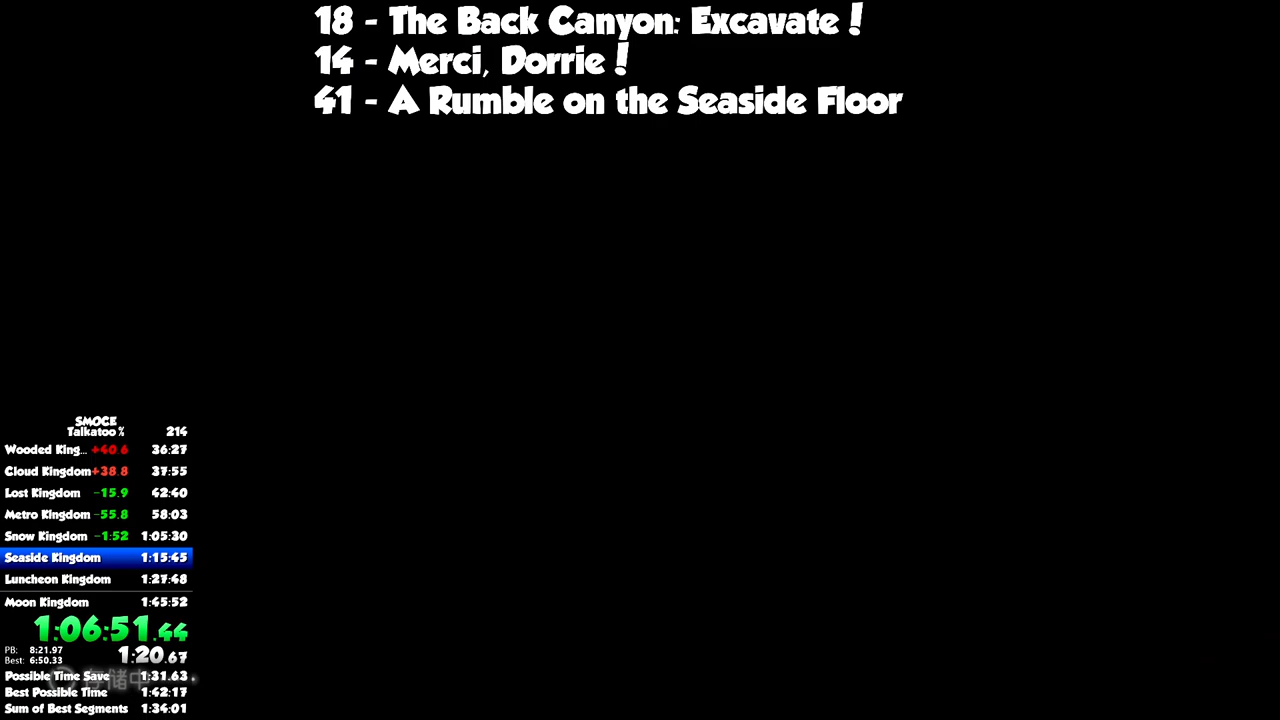 18 - The Back Canyon: Excavate!
14 - Merci, Dorrie!
41 - A Rumble on the Seaside Floor
SMOCE
Talkatoo% 214
Wooded King... +40.6 36:27
Cloud Kingdom +38.8 37:55
Lost Kingdom -15.9 42:40
Metro Kingdom -55.8 58:03
Snow Kingdom -1:52 1:05:30
Seaside Kingdom 1:15:45
Luncheon Kingdom 1:27:48
Moon Kingdom 1:45:52
1:06:51.44
PB: 8:21.97
Best: 6:50.33
1:20.67
存储中
Possible Time Save 1:31.63
Best Possible Time 1:42:17
Sum of Best Segments 1:34:01